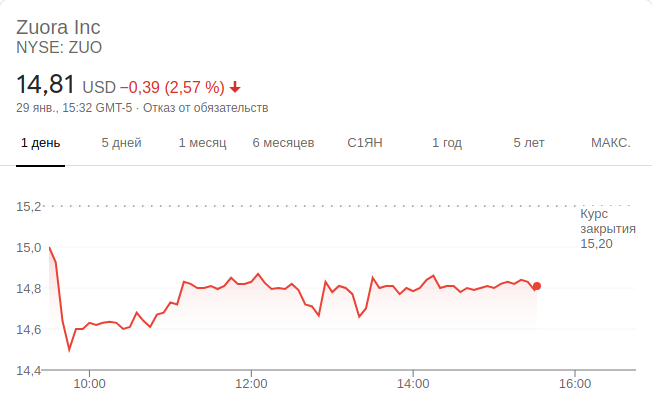 Zuora Inc
NYSE: ZUO
14,81 USD −0,39 (2,57 %)
29 янв., 15:32 GMT-5 · Отказ от обязательств
1 день 5 дней 1 месяц 6 месяцев С1ЯН 1 год 5 лет МАКС.
15,2
Курс
закрытия
15,20
15,0
14,8
14,6
14,4
10:00 12:00 14:00 16:00